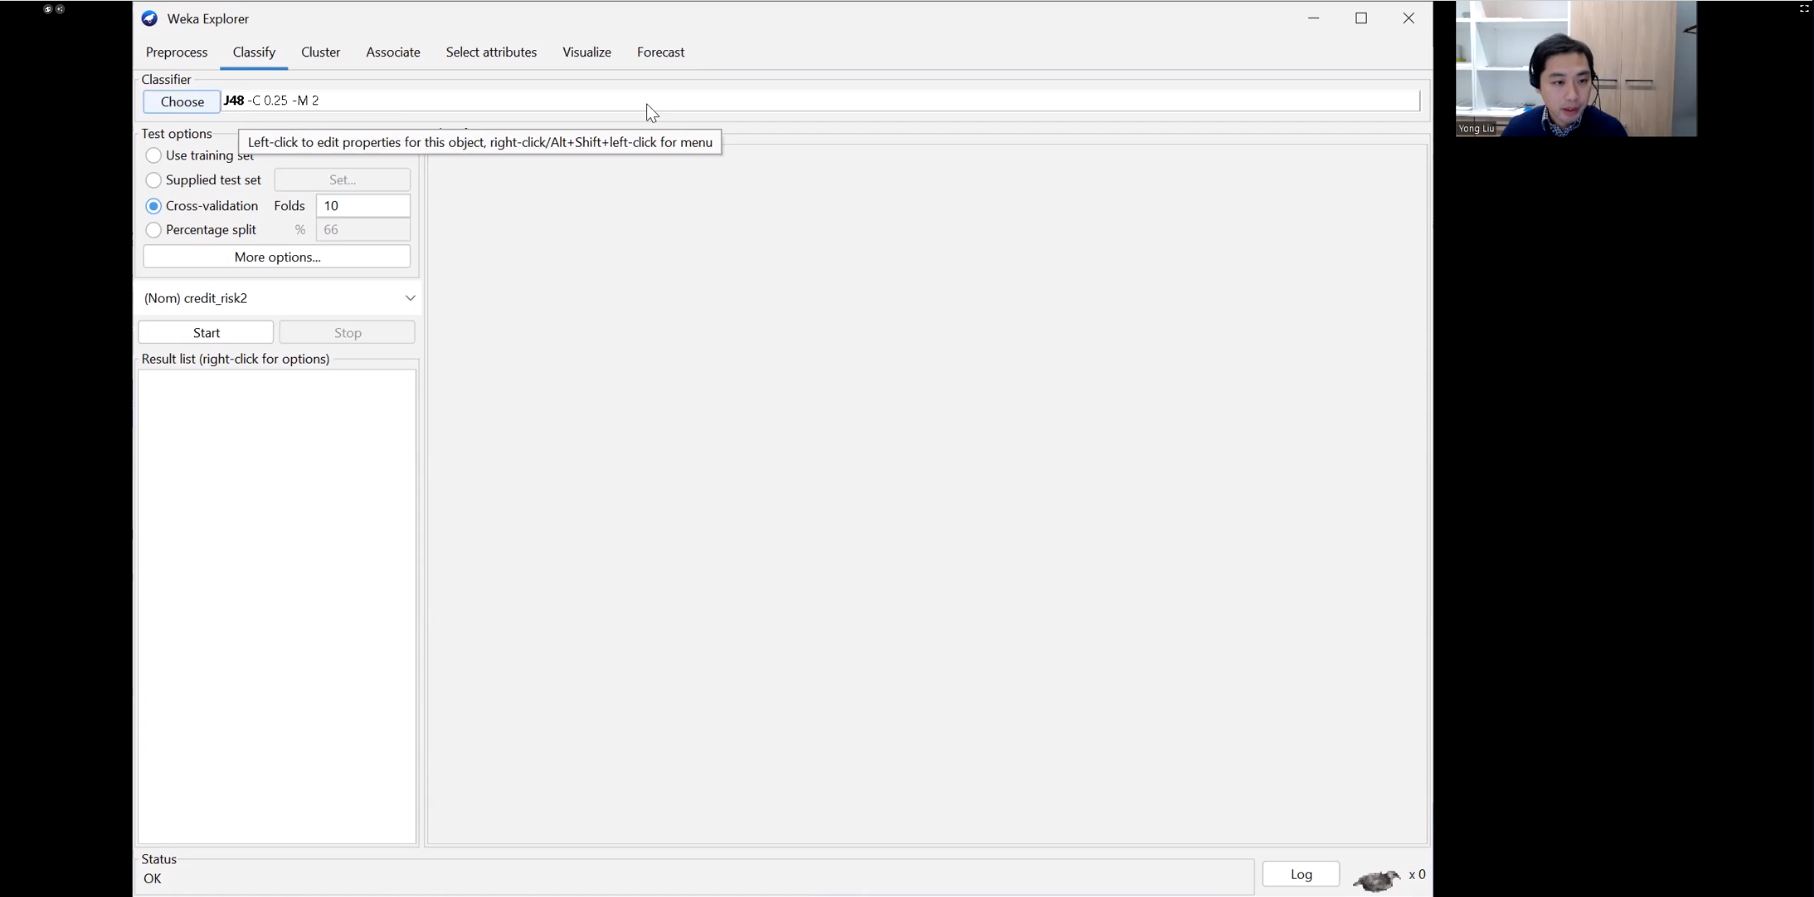 Weka Explorer
Preprocess Classify Cluster Associate Select attributes Visualize Forecast
Classifier
Choose J48 -C 0.25 -M 2
Test options
Left-click to edit properties for this object, right-click/Alt+Shift+left-click for menu
Use training set
Supplied test set Set...
Cross-validation Folds 10
Percentage split % 66
More options...
(Nom) credit_risk2
Start Stop
Result list (right-click for options)
Status
OK
Log x 0
Yong Liu